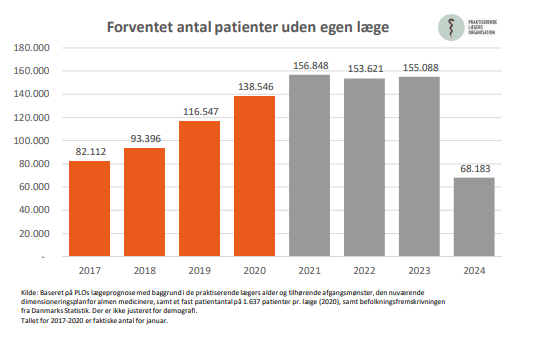 Forventet antal patienter uden egen læge
PRAKTISERENDE
LÆGERS
ORGANISATION
180.000
160.000
140.000
120.000
100.000
80.000
60.000
40.000
20.000
-
82.112
93.396
116.547
138.546
156.848
153.621
155.088
68.183
2017 2018 2019 2020 2021 2022 2023 2024
Kilde: Baseret på PLOs lægeprognose med baggrund i de praktiserende lægers alder og tilhørende afgangsmønster, den nuværende
dimensioneringsplan for almen medicinere, samt et fast patientantal på 1.637 patienter pr. læge (2020), samt befolkningsfremskrivningen
fra Danmarks Statistik. Der er ikke justeret for demografi.
Tallet for 2017-2020 er faktiske antal for januar.